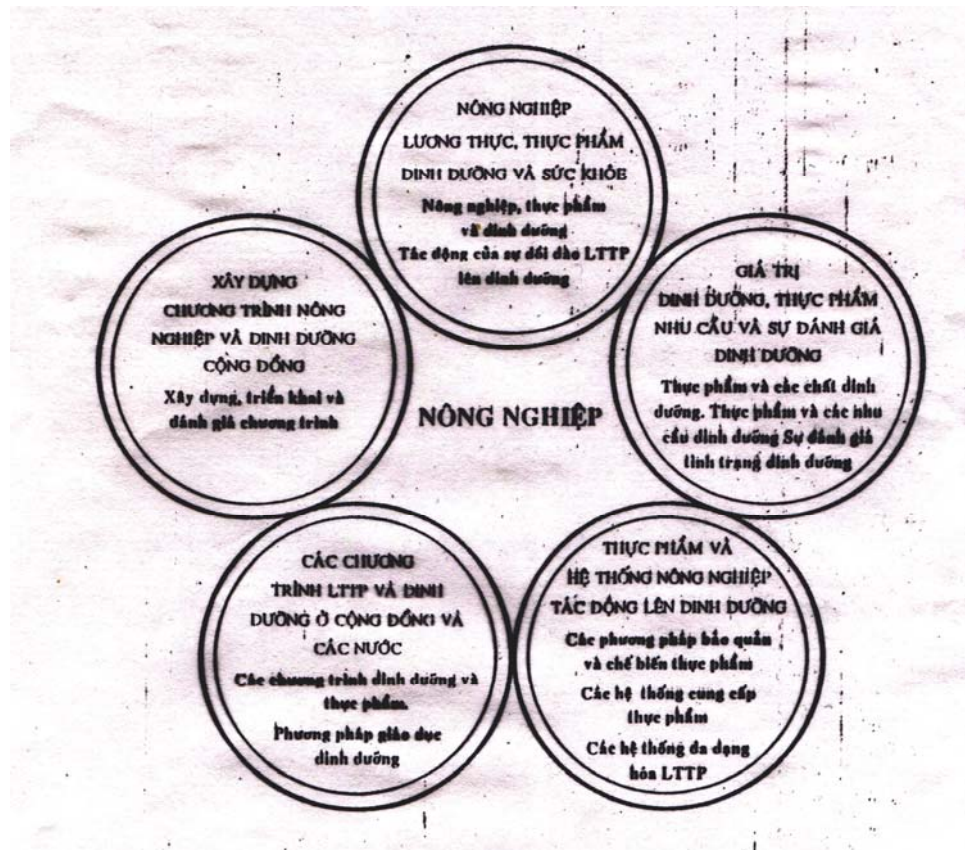 NÔNG NGHIỆP
LƯƠNG THỰC, THỰC PHẨM
DINH DƯỠNG VÀ SỨC KHỎE
Nông nghiệp, thực phẩm
và dinh dưỡng
Tác động của sự dồi dào LTTP
lên dinh dưỡng
GIÁ TRỊ
DINH DƯỠNG, THỰC PHẨM
NHU CẦU VÀ SỰ ĐÁNH GIÁ
DINH DƯỠNG
Thực phẩm và các chất dinh
dưỡng. Thực phẩm và các nhu
cầu dinh dưỡng Sự đánh giá
tình trạng dinh dưỡng
XÂY DỰNG
CHƯƠNG TRÌNH NÔNG
NGHIỆP VÀ DINH DƯỠNG
CỘNG ĐỒNG
Xây dựng, triển khai và
đánh giá chương trình
NÔNG NGHIỆP
CÁC CHƯƠNG
TRÌNH LTTP VÀ DINH
DƯỠNG Ở CỘNG ĐỒNG VÀ
CÁC NƯỚC
Các chương trình dinh dưỡng và
thực phẩm.
Phương pháp giáo dục
dinh dưỡng
THỰC PHẨM VÀ
HỆ THỐNG NÔNG NGHIỆP
TÁC ĐỘNG LÊN DINH DƯỠNG
Các phương pháp bảo quản
và chế biến thực phẩm
Các hệ thống cung cấp
thực phẩm
Các hệ thống đa dạng
hóa LTTP